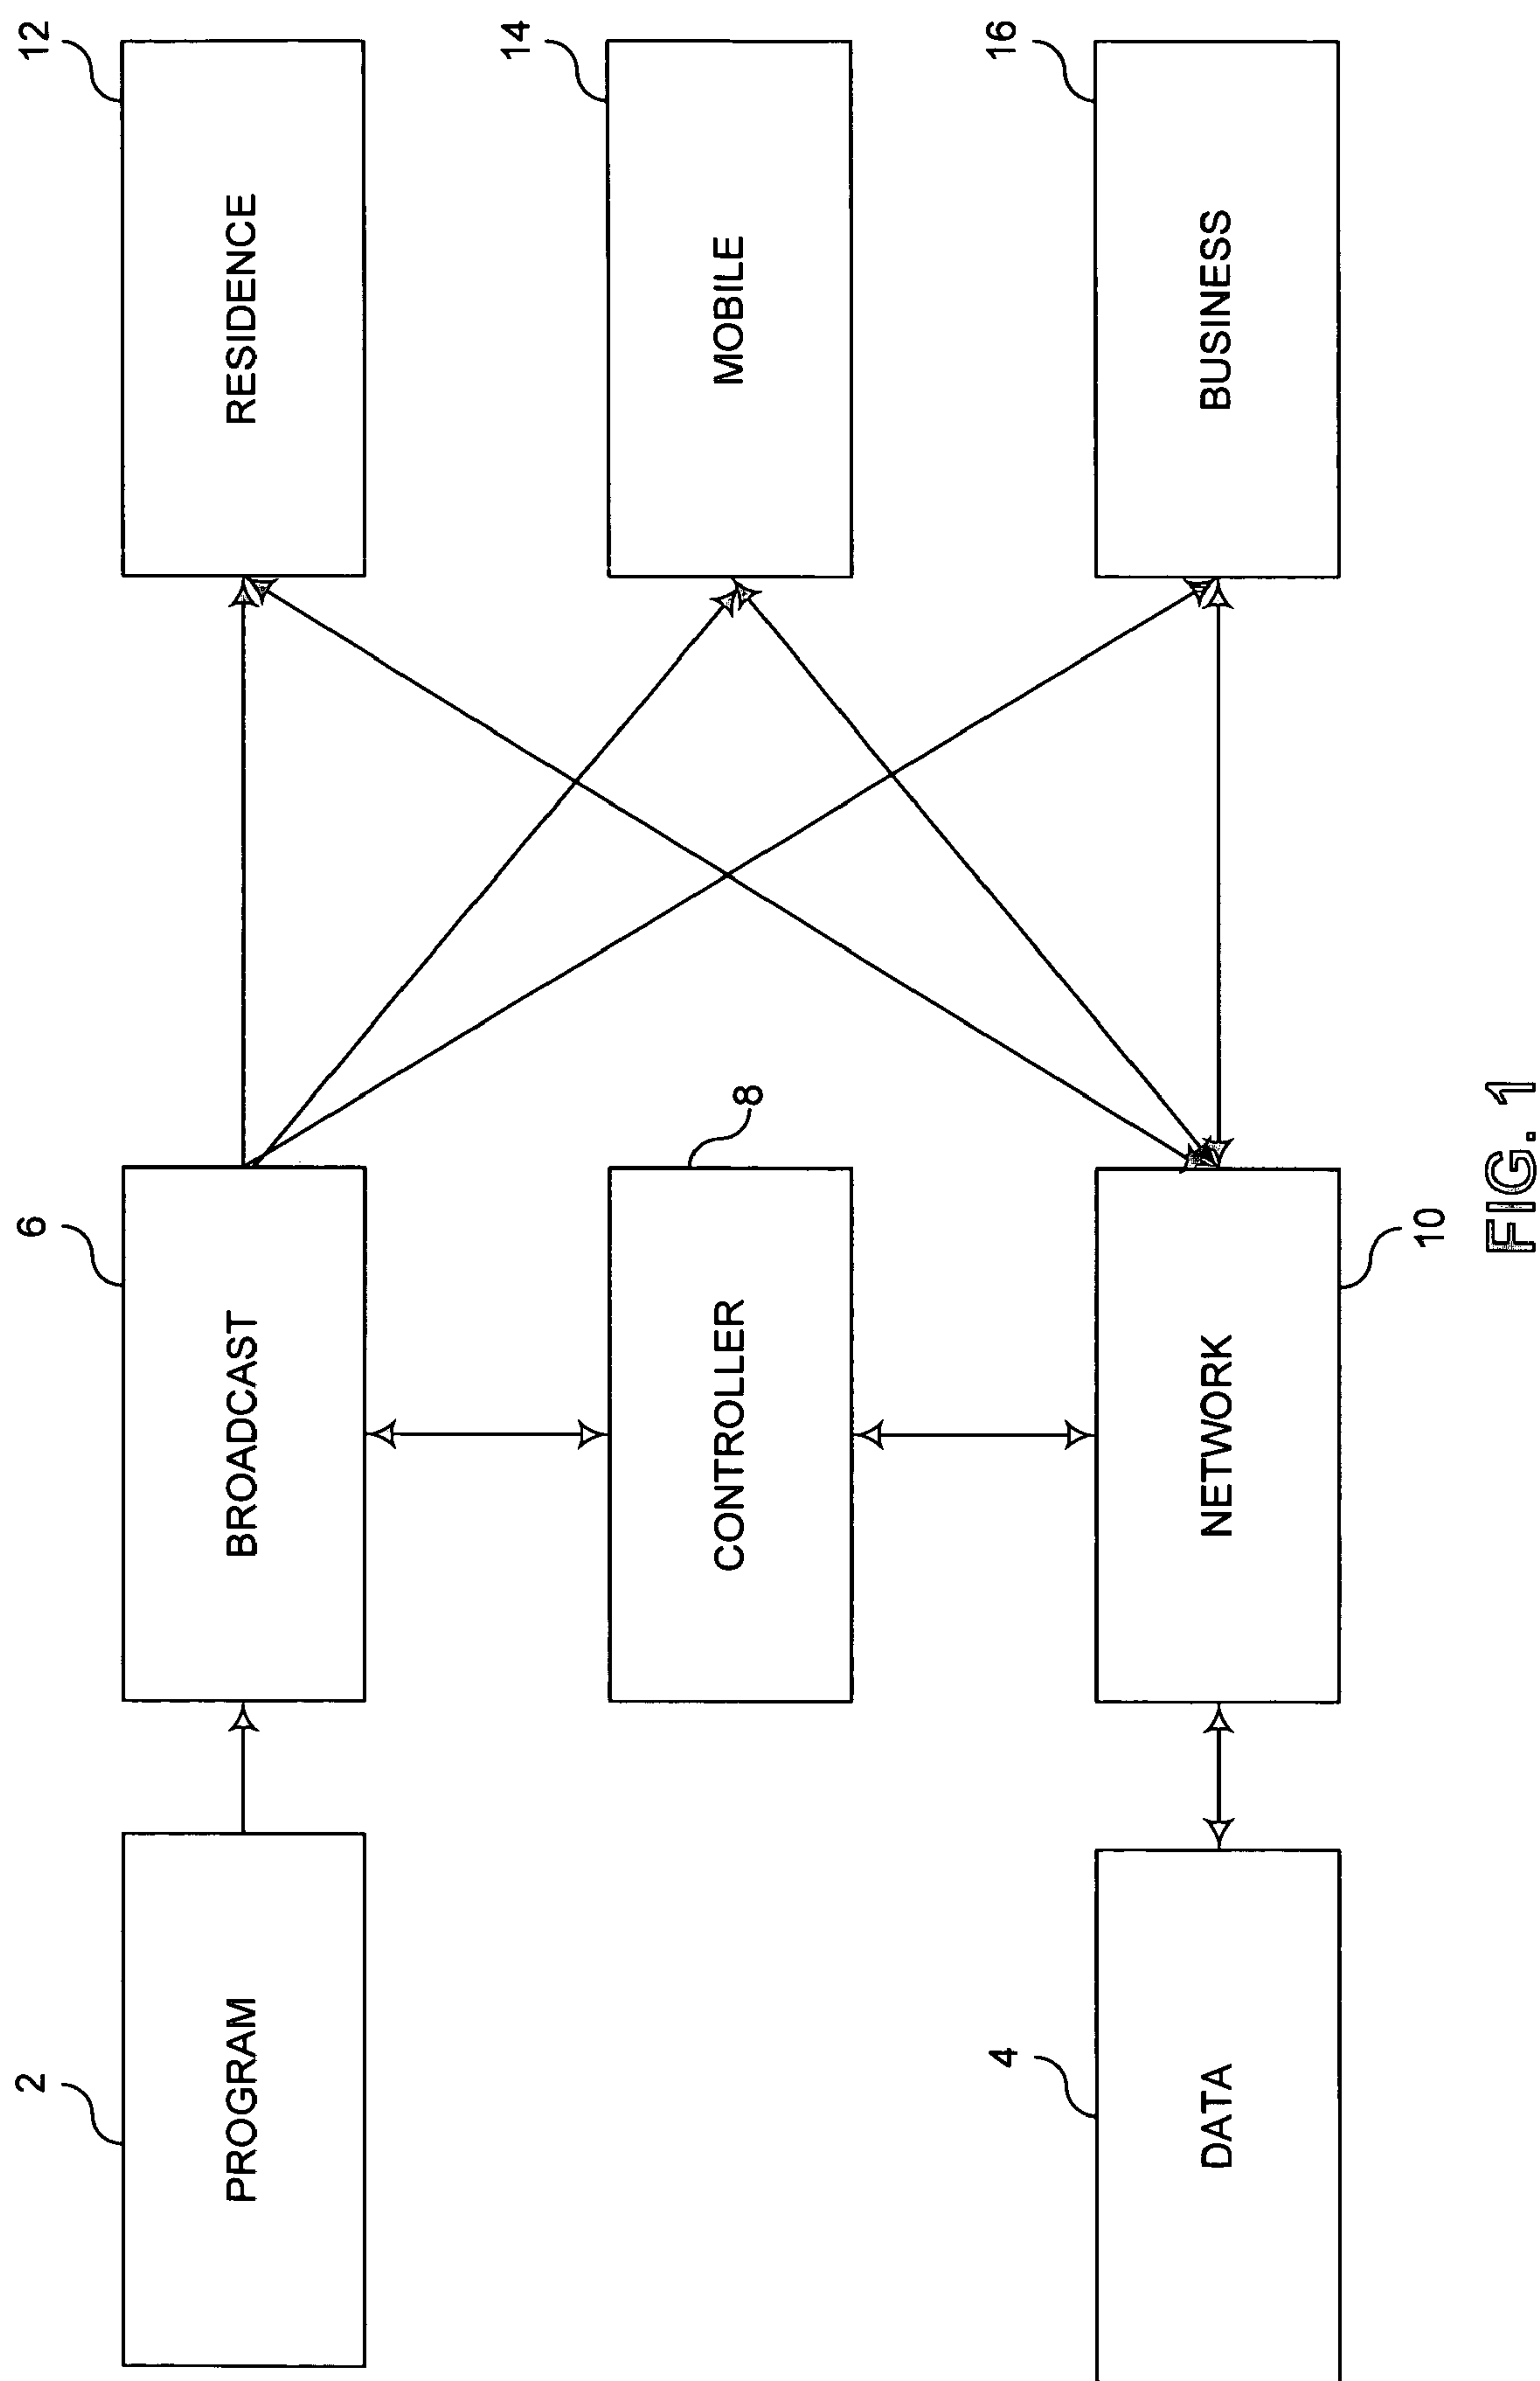 2
PROGRAM
6
BROADCAST
12
RESIDENCE
8
CONTROLLER
14
MOBILE
4
DATA
10
NETWORK
16
BUSINESS
FIG. 1